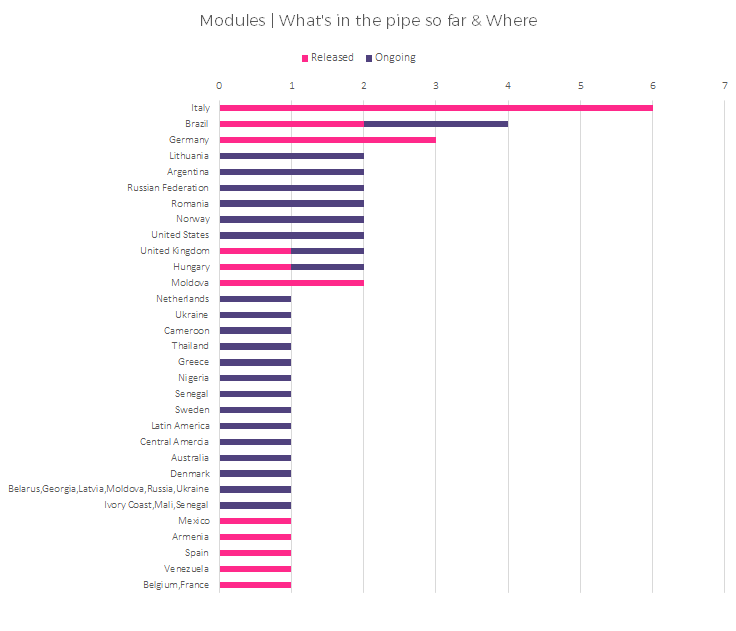 Modules | What's in the pipe so far & Where
Released Ongoing
0 1 2 3 4 5 6 7
Italy
Brazil
Germany
Lithuania
Argentina
Russian Federation
Romania
Norway
United States
United Kingdom
Hungary
Moldova
Netherlands
Ukraine
Cameroon
Thailand
Greece
Nigeria
Senegal
Sweden
Latin America
Central Amercia
Australia
Denmark
Belarus,Georgia,Latvia,Moldova,Russia,Ukraine
Ivory Coast,Mali,Senegal
Mexico
Armenia
Spain
Venezuela
Belgium,France